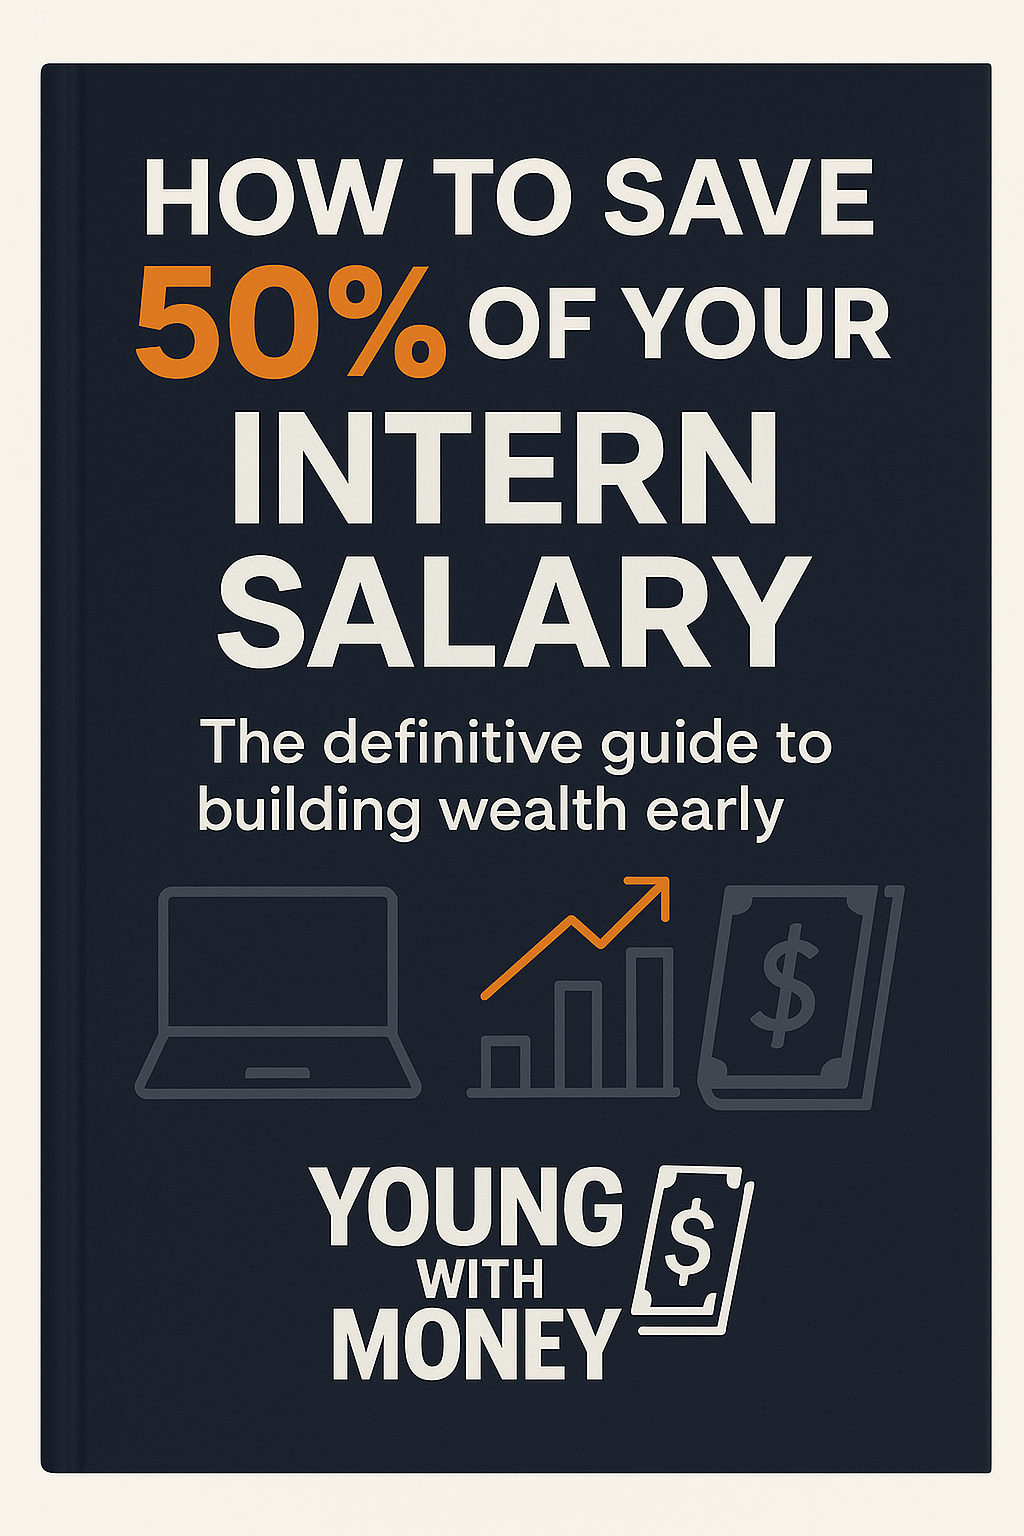 HOW TO SAVE
50% OF YOUR
INTERN
SALARY
The definitive guide to
building wealth early
$
YOUNG
WITH
MONEY
$